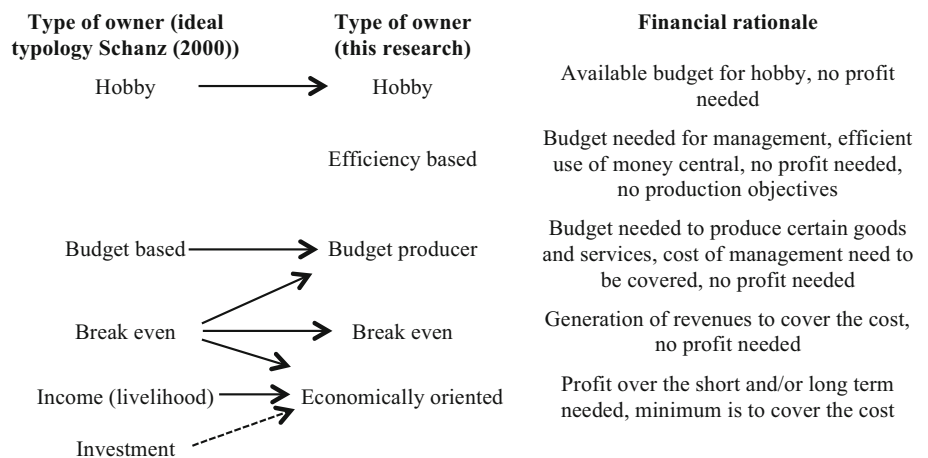 Type of owner (ideal
typology Schanz (2000))
Type of owner
(this research)
Financial rationale
Hobby
Hobby
Available budget for hobby, no profit
needed
Efficiency based
Budget needed for management, efficient
use of money central, no profit needed,
no production objectives
Budget based
Budget producer
Budget needed to produce certain goods
and services, cost of management need to
be covered, no profit needed
Break even
Break even
Generation of revenues to cover the cost,
no profit needed
Income (livelihood)
Economically oriented
Profit over the short and/or long term
needed, minimum is to cover the cost
Investment